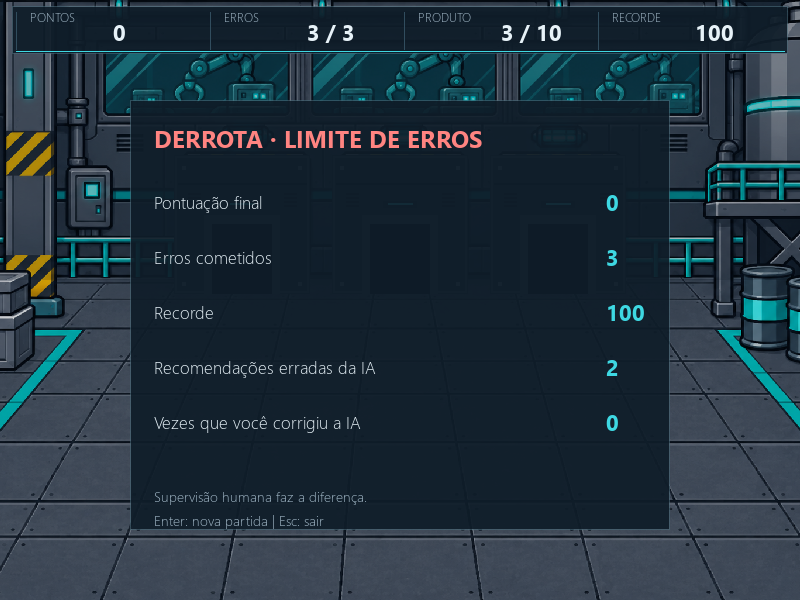 PONTOS ERROS PRODUTO RECORDE
0 3 / 3 3 / 10 100
DERROTA · LIMITE DE ERROS
Pontuação final 0
Erros cometidos 3
Recorde 100
Recomendações erradas da IA 2
Vezes que você corrigiu a IA 0
Supervisão humana faz a diferença.
Enter: nova partida | Esc: sair